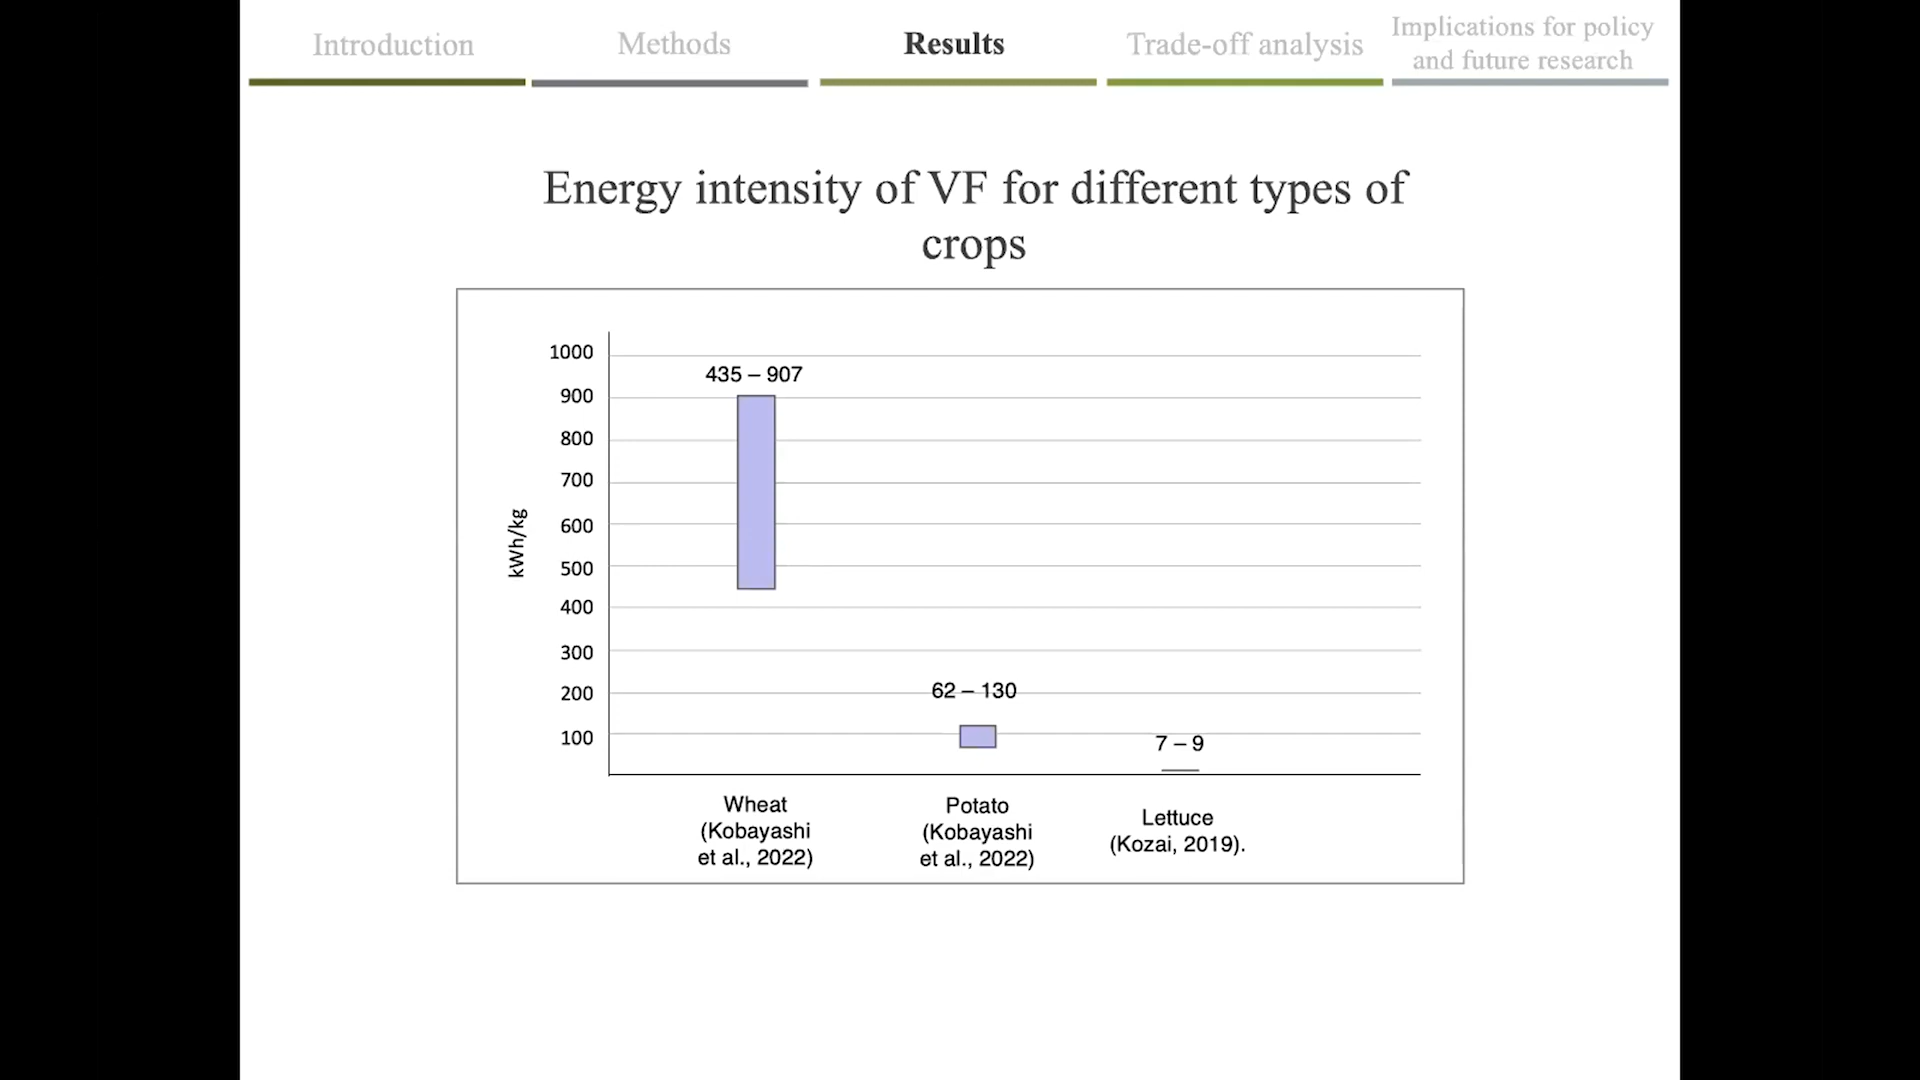 Introduction
Methods
Results
Trade-off analysis
Implications for policy
and future research
Energy intensity of VF for different types of
crops
1000
900
800
700
600
500
400
300
200
100
kWh/kg
435 – 907
62 – 130
7 – 9
Wheat
(Kobayashi
et al., 2022)
Potato
(Kobayashi
et al., 2022)
Lettuce
(Kozai, 2019).